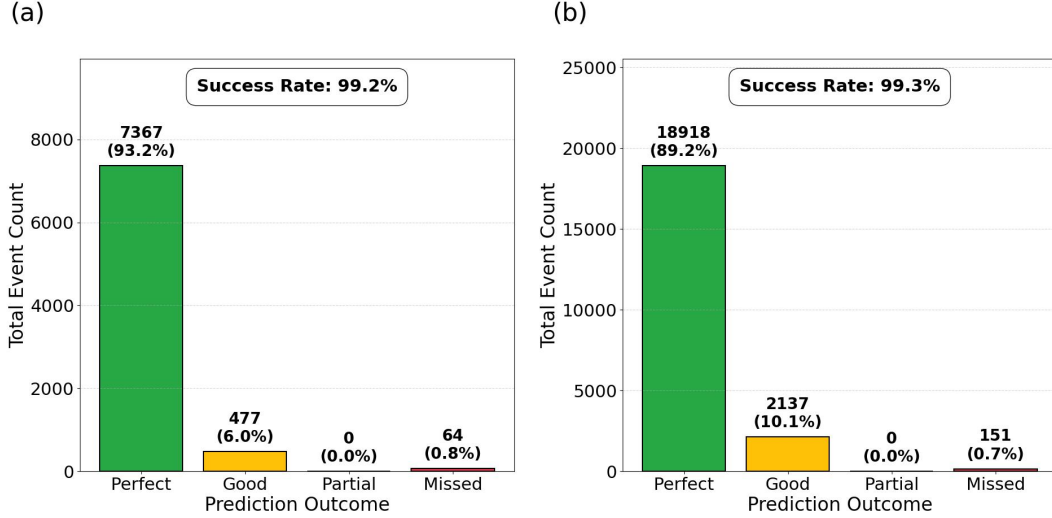 (a)
Success Rate: 99.2%
7367
(93.2%)
477
(6.0%)
0
(0.0%)
64
(0.8%)
8000
6000
4000
2000
0
Total Event Count
Perfect
Good
Partial
Missed
Prediction Outcome
(b)
Success Rate: 99.3%
18918
(89.2%)
2137
(10.1%)
0
(0.0%)
151
(0.7%)
25000
20000
15000
10000
5000
0
Total Event Count
Perfect
Good
Partial
Missed
Prediction Outcome